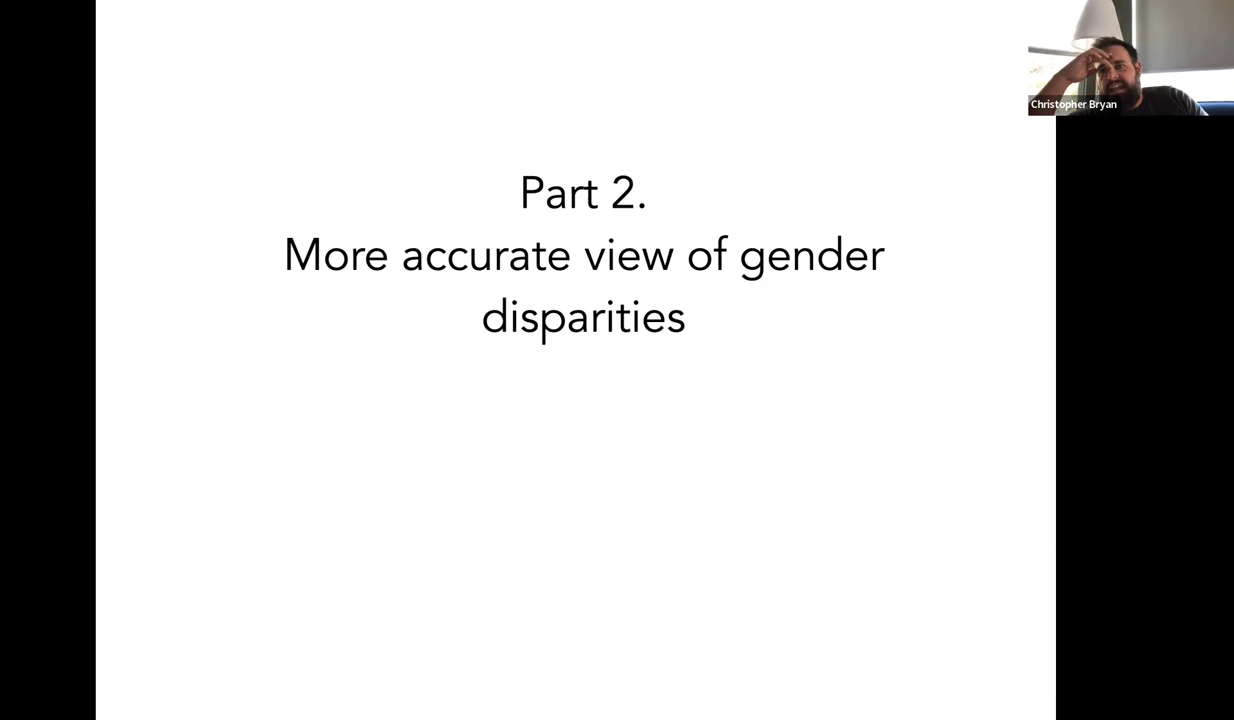 Christopher Bryan
Part 2.
More accurate view of gender
disparities